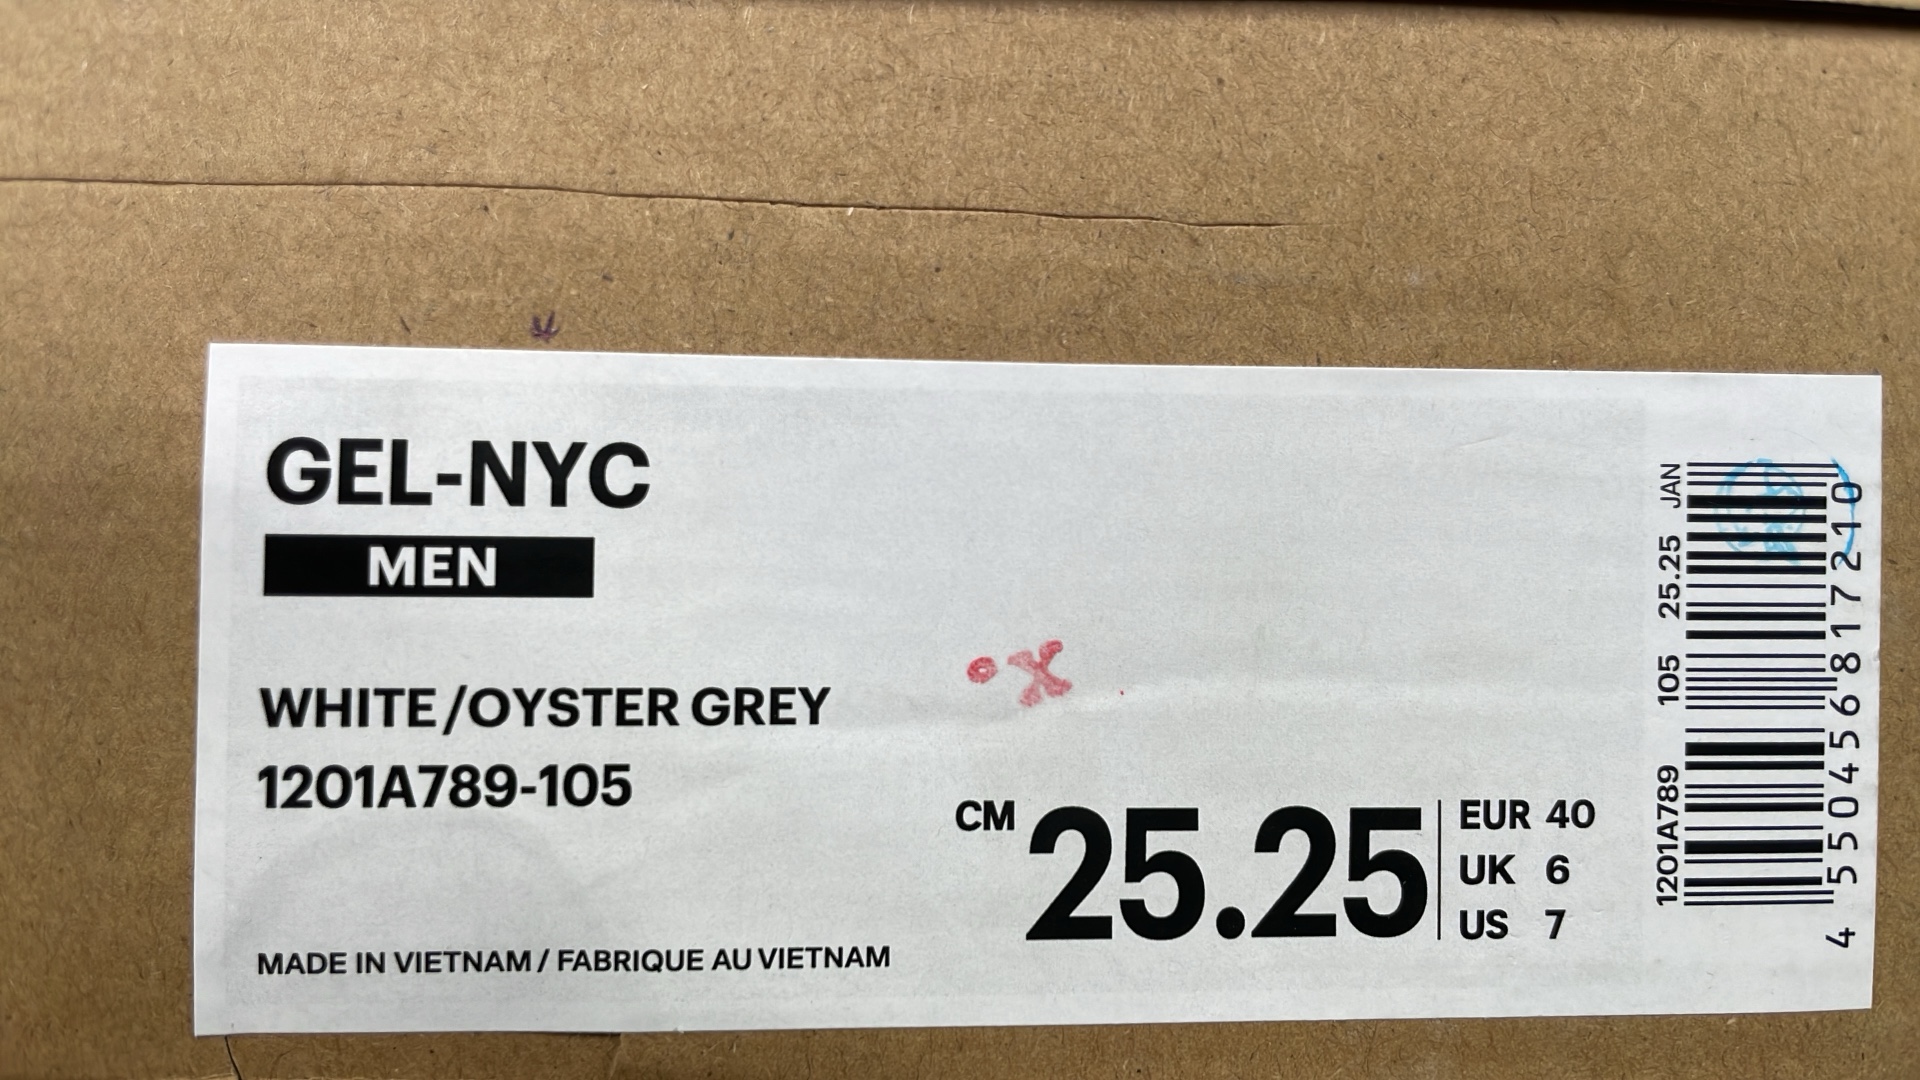 GEL-NYC
MEN
WHITE/OYSTER GREY
1201A789-105
MADE IN VIETNAM / FABRIQUE AU VIETNAM
X
CM 25.25
EUR 40
UK 6
US 7
1201A789 105 25.25 JAN
4 550456 817210